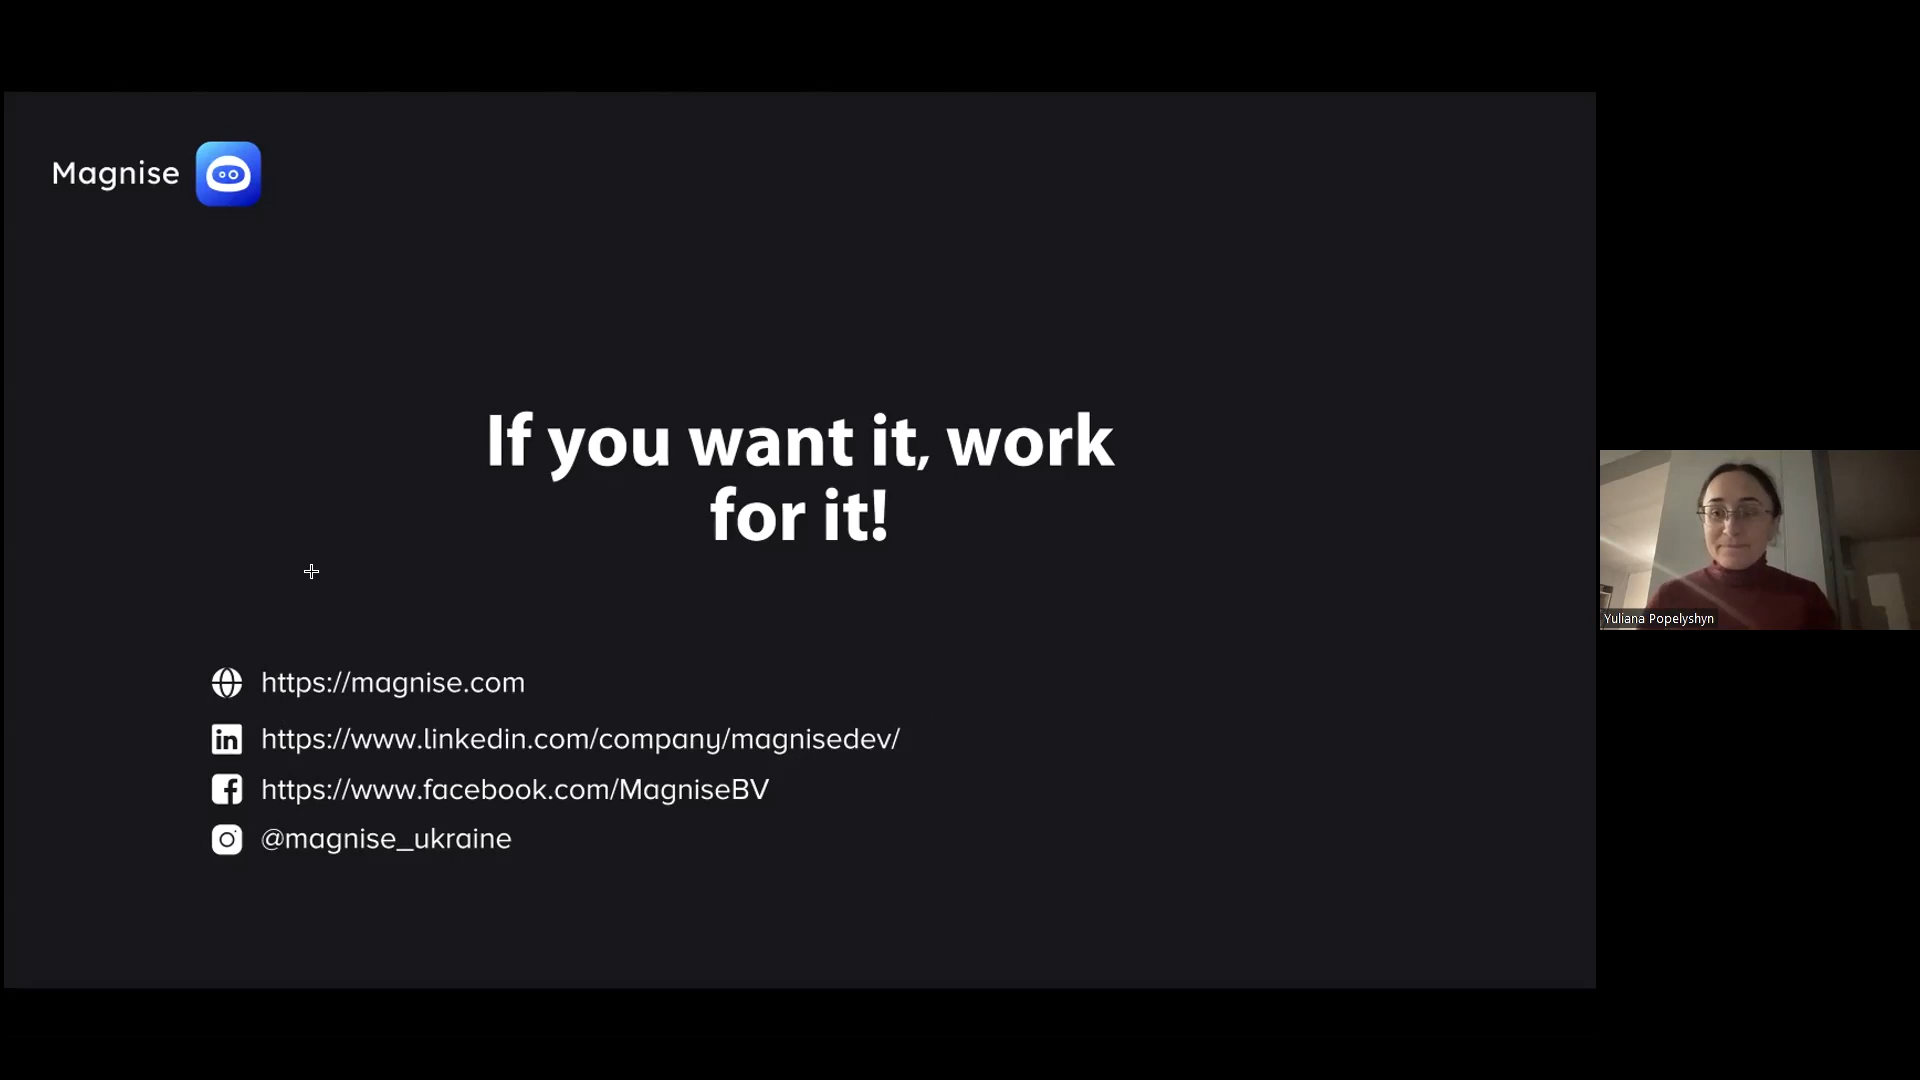 Magnise
If you want it, work
for it!
https://magnise.com
https://www.linkedin.com/company/magnisedev/
https://www.facebook.com/MagniseBV
@magnise_ukraine
Yuliana Popelyshyn